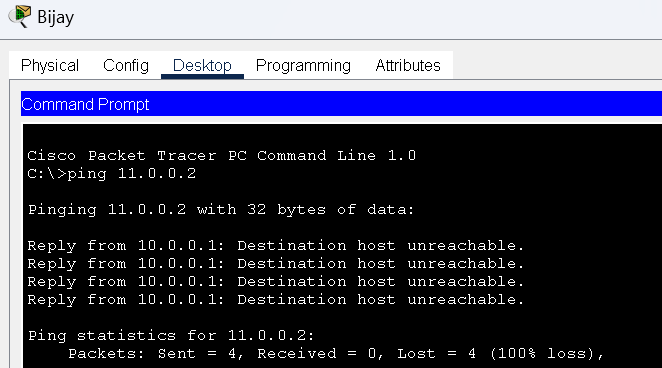 Bijay
Physical Config Desktop Programming Attributes
Command Prompt
Cisco Packet Tracer PC Command Line 1.0
C:\>ping 11.0.0.2
Pinging 11.0.0.2 with 32 bytes of data:
Reply from 10.0.0.1: Destination host unreachable.
Reply from 10.0.0.1: Destination host unreachable.
Reply from 10.0.0.1: Destination host unreachable.
Reply from 10.0.0.1: Destination host unreachable.
Ping statistics for 11.0.0.2:
Packets: Sent = 4, Received = 0, Lost = 4 (100% loss),